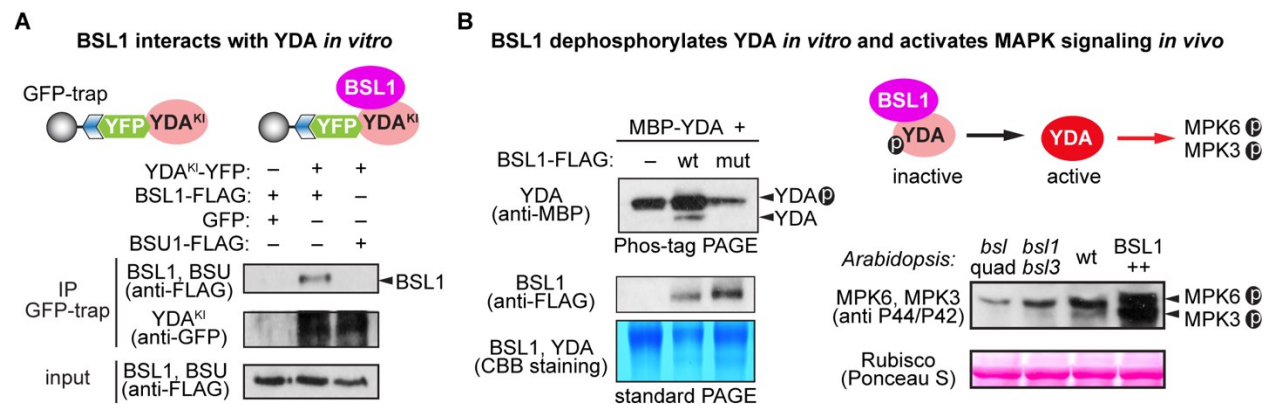 A
BSL1 interacts with YDA in vitro
GFP-trap
YFP YDAᴷᴵ
BSL1
YFP YDAᴷᴵ
YDAᴷᴵ-YFP: – + +
BSL1-FLAG: + + –
GFP: + – –
BSU1-FLAG: – – +
IP
GFP-trap
BSL1, BSU
(anti-FLAG)
BSL1
YDAᴷᴵ
(anti-GFP)
input
BSL1, BSU
(anti-FLAG)
B
BSL1 dephosphorylates YDA in vitro and activates MAPK signaling in vivo
MBP-YDA +
BSL1-FLAG: – wt mut
YDA
(anti-MBP)
YDA P
YDA
Phos-tag PAGE
BSL1
(anti-FLAG)
BSL1, YDA
(CBB staining)
standard PAGE
BSL1
P YDA
inactive
YDA
active
MPK6 P
MPK3 P
Arabidopsis:
bsl
quad
bsl1
bsl3
wt
BSL1
++
MPK6, MPK3
(anti P44/P42)
MPK6 P
MPK3 P
Rubisco
(Ponceau S)